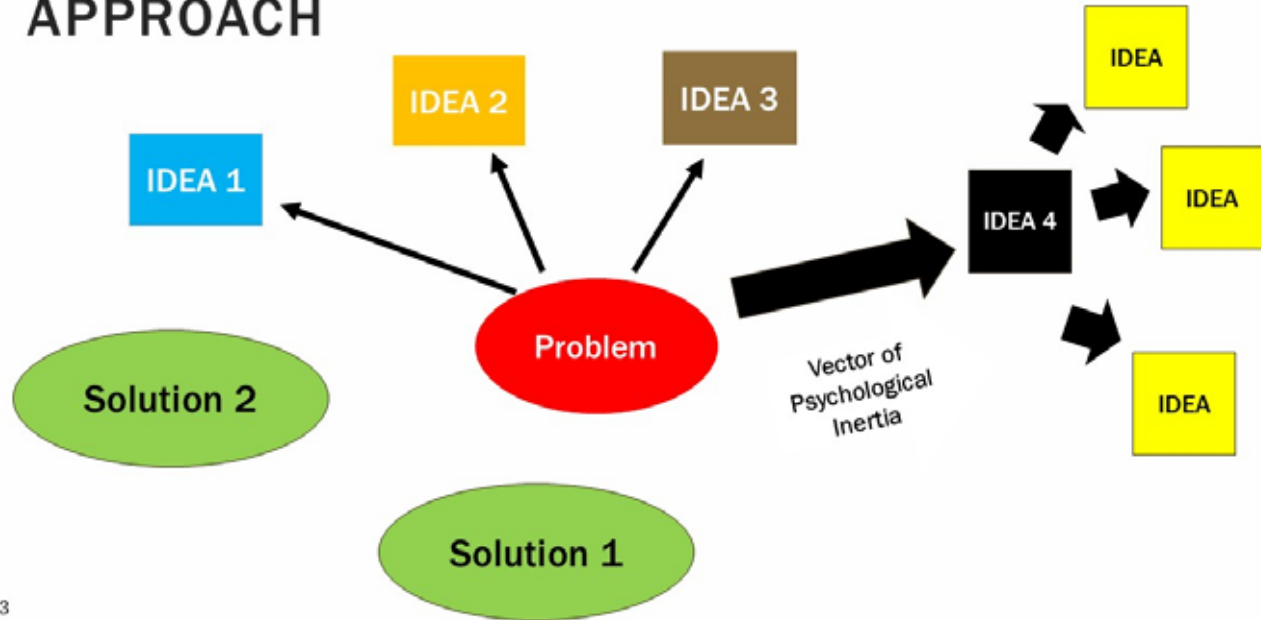 APPROACH
IDEA
IDEA 2
IDEA 3
IDEA 1
IDEA
IDEA 4
Problem
Vector of
Psychological
Inertia
Solution 2
IDEA
Solution 1
3